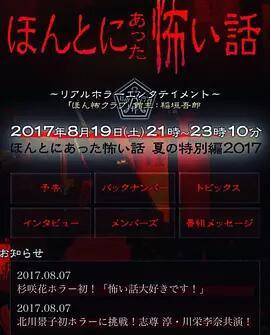 ほんとにあった怖い話
～リアルホラーエンタテイメント～
「ほん怖クラブ」館主：稲垣吾郎
2017年8月19日(土)21時～23時10分
ほんとにあった怖い話 夏の特別編2017
予告
バックナンバー
トピックス
インタビュー
メンバーズ
番組メッセージ
お知らせ
2017.08.07
杉咲花ホラー初！「怖い話大好きです！」
2017.08.07
北川景子初ホラーに挑戦！志尊 淳・川栄李奈共演！